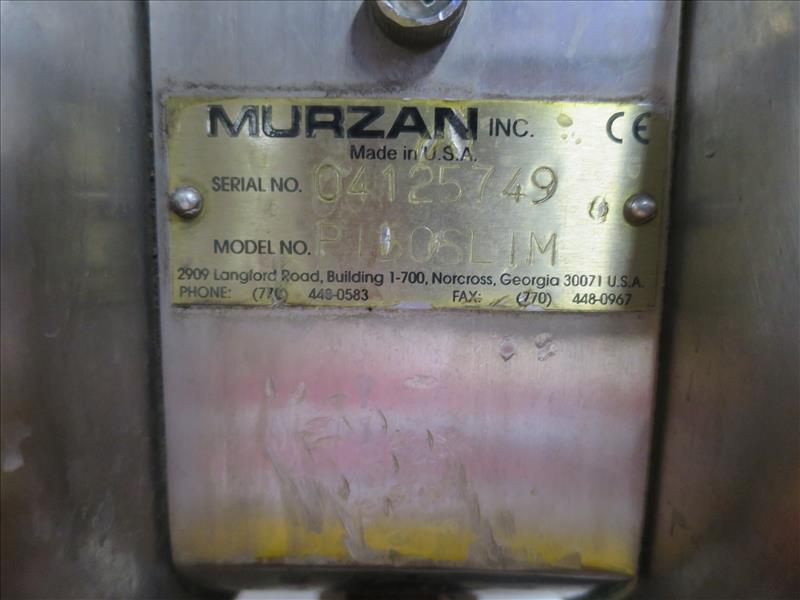 MURZAN INC. CE
Made in U.S.A.
SERIAL NO. 04125749
MODEL NO.
2909 Langford Road, Building 1-700, Norcross, Georgia 30071 U.S.A.
PHONE: (770) 448-0583 FAX: (770) 448-0967